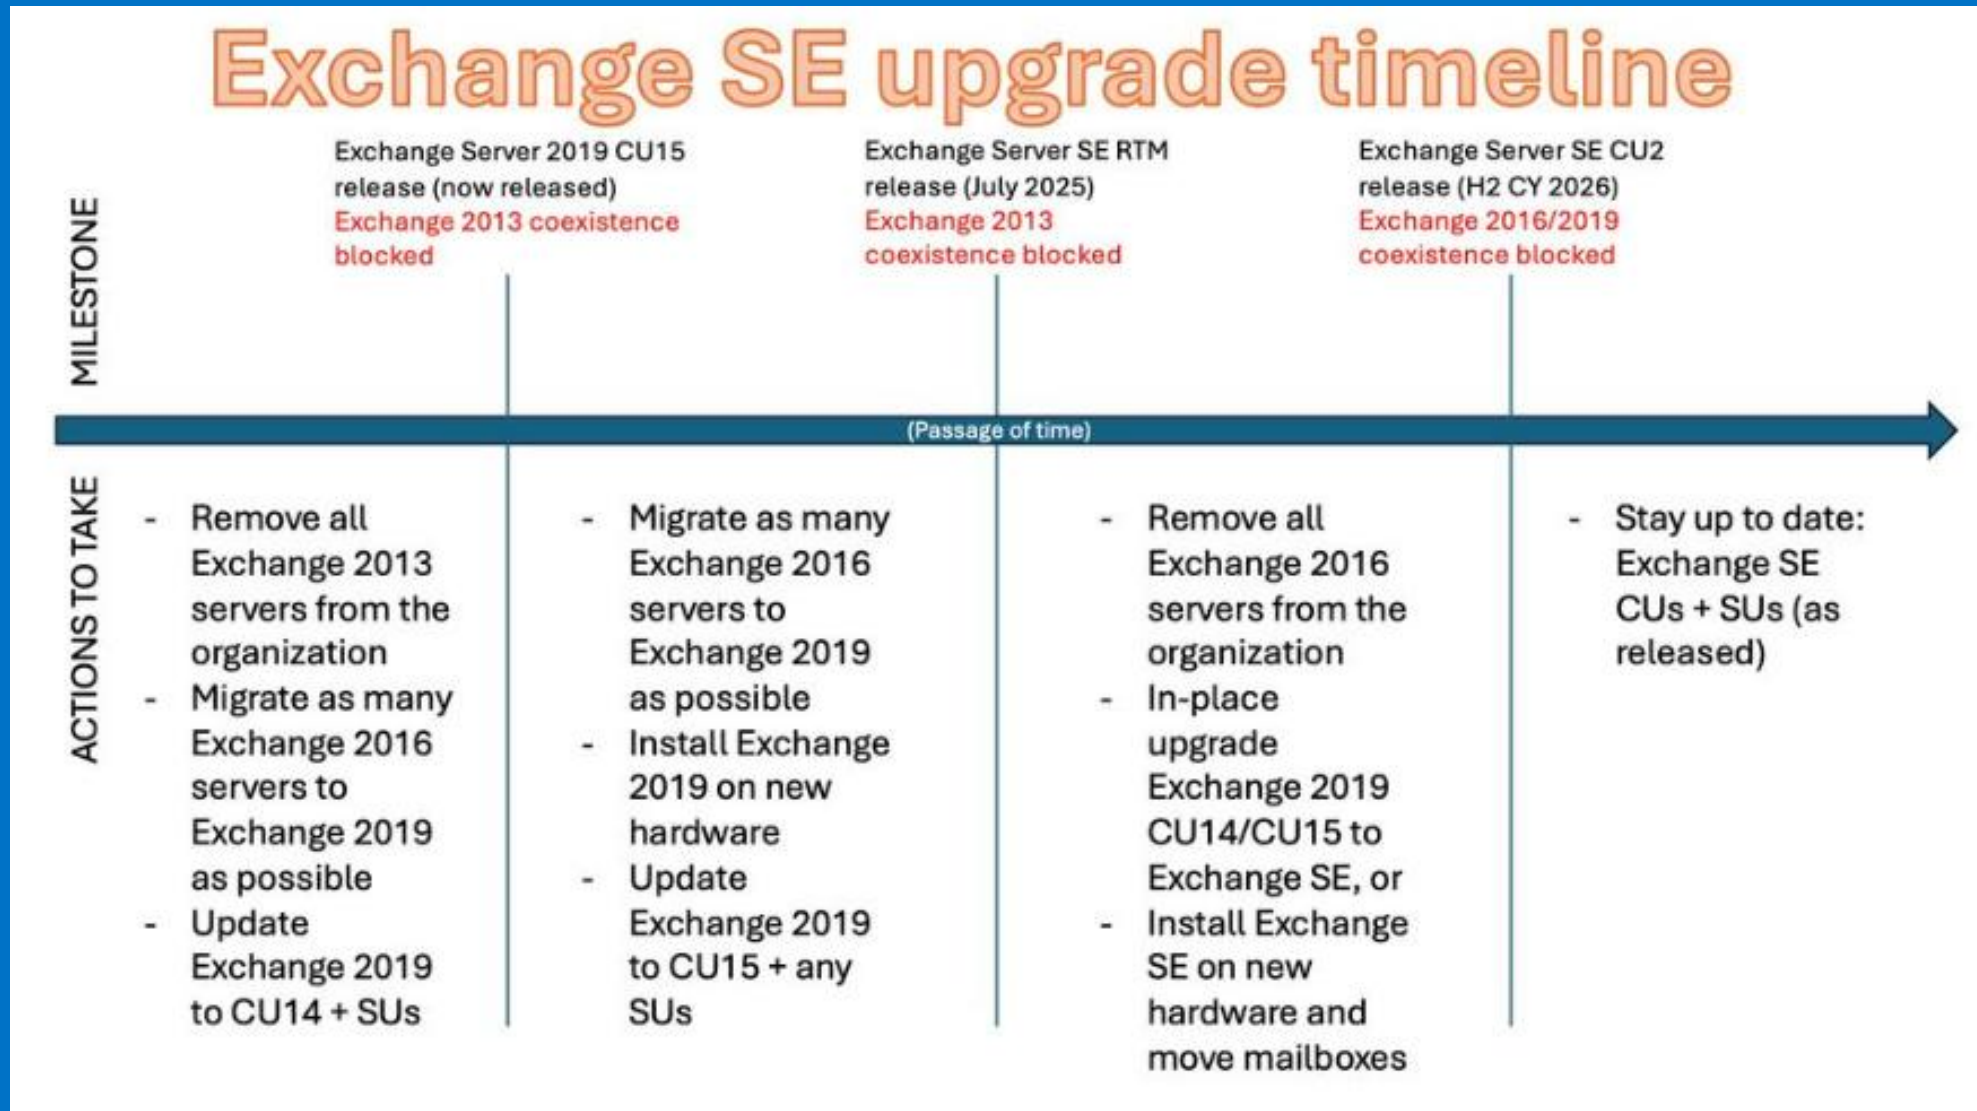 Exchange SE upgrade timeline
MILESTONE
Exchange Server 2019 CU15
release (now released)
Exchange 2013 coexistence
blocked
Exchange Server SE RTM
release (July 2025)
Exchange 2013
coexistence blocked
Exchange Server SE CU2
release (H2 CY 2026)
Exchange 2016/2019
coexistence blocked
(Passage of time)
ACTIONS TO TAKE
- Remove all
Exchange 2013
servers from the
organization
- Migrate as many
Exchange 2016
servers to
Exchange 2019
as possible
- Update
Exchange 2019
to CU14 + SUs
- Migrate as many
Exchange 2016
servers to
Exchange 2019
as possible
- Install Exchange
2019 on new
hardware
- Update
Exchange 2019
to CU15 + any
SUs
- Remove all
Exchange 2016
servers from the
organization
- In-place
upgrade
Exchange 2019
CU14/CU15 to
Exchange SE, or
- Install Exchange
SE on new
hardware and
move mailboxes
- Stay up to date:
Exchange SE
CUs + SUs (as
released)